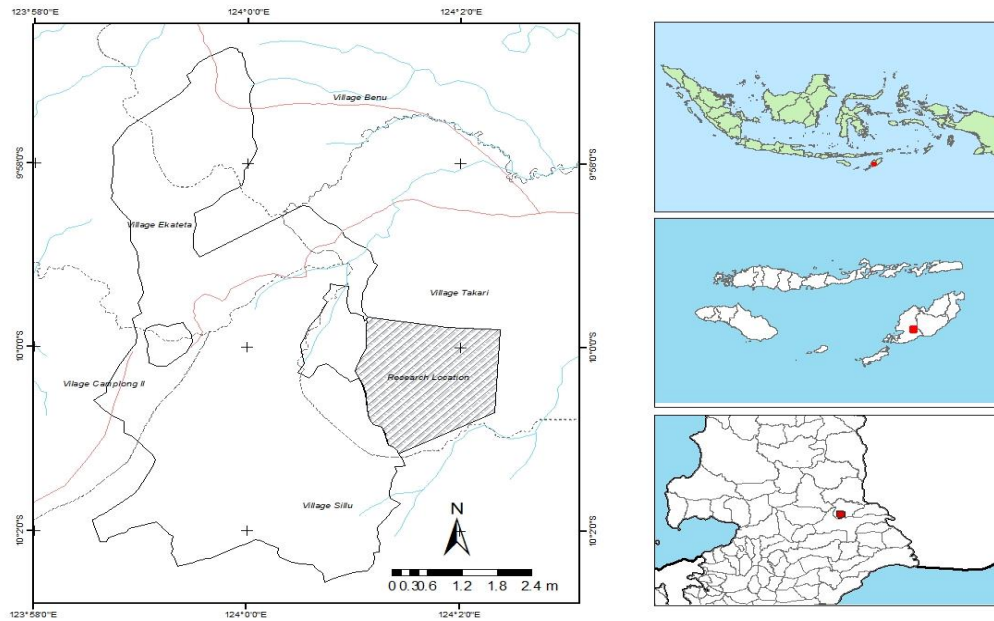 123°58'0"E
124°0'0"E
124°2'0"E
Village Benu
9°58'0"S
9°58'0"S
Village Ekateta
Village Takari
10°0'0"S
10°0'0"S
Research Location
Vilage Camplong II
Village Sillu
N
10°2'0"S
10°2'0"S
0 0.3 0.6 1.2 1.8 2.4 m
123°58'0"E
124°0'0"E
124°2'0"E